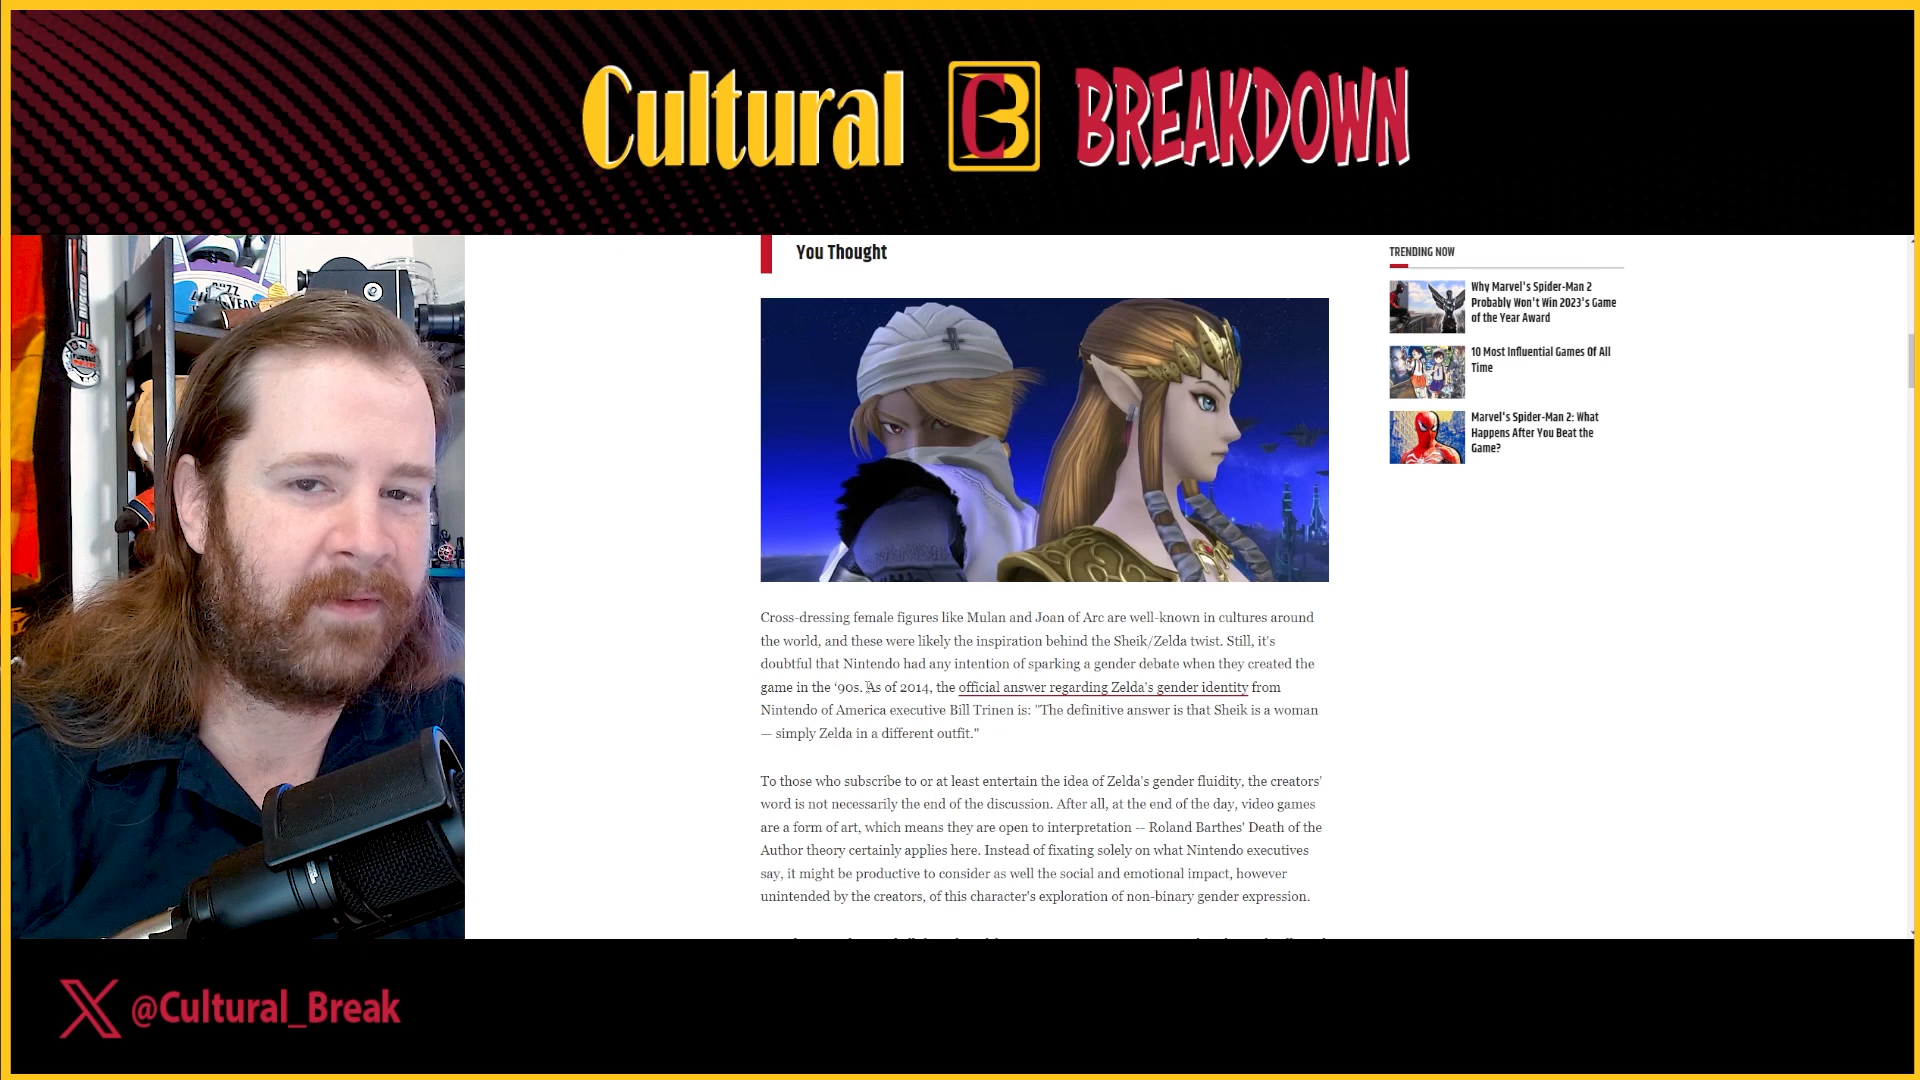 Cultural CB BREAKDOWN
You Thought
Cross-dressing female figures like Mulan and Joan of Arc are well-known in cultures around
the world, and these were likely the inspiration behind the Sheik/Zelda twist. Still, it's
doubtful that Nintendo had any intention of sparking a gender debate when they created the
game in the ‘90s. As of 2014, the official answer regarding Zelda's gender identity from
Nintendo of America executive Bill Trinen is: "The definitive answer is that Sheik is a woman
— simply Zelda in a different outfit."
To those who subscribe to or at least entertain the idea of Zelda's gender fluidity, the creators'
word is not necessarily the end of the discussion. After all, at the end of the day, video games
are a form of art, which means they are open to interpretation -- Roland Barthes' Death of the
Author theory certainly applies here. Instead of fixating solely on what Nintendo executives
say, it might be productive to consider as well the social and emotional impact, however
unintended by the creators, of this character's exploration of non-binary gender expression.
TRENDING NOW
Why Marvel's Spider-Man 2
Probably Won't Win 2023's Game
of the Year Award
10 Most Influential Games Of All
Time
Marvel's Spider-Man 2: What
Happens After You Beat the
Game?
X @Cultural_Break